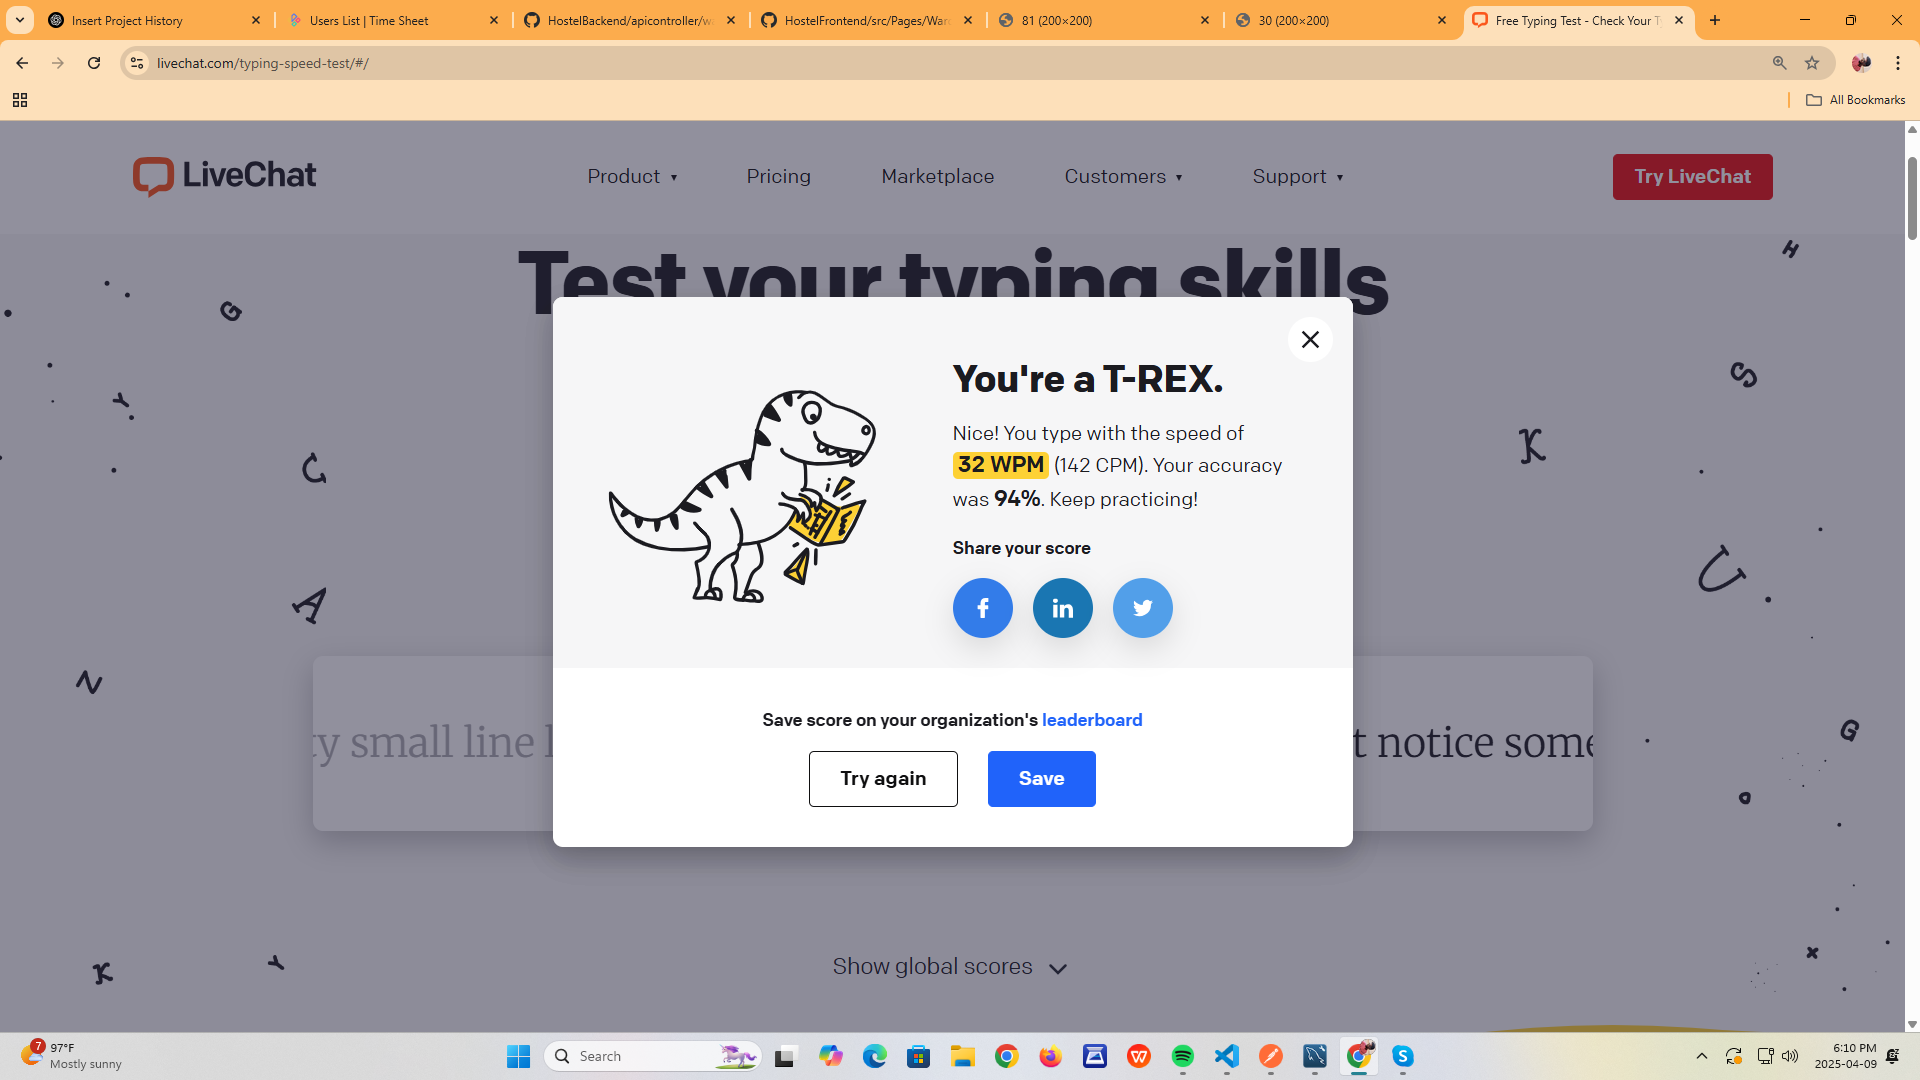 Insert Project History
Users List | Time Sheet
HostelBackend/apicontroller/w
HostelFrontend/src/Pages/War
81 (200×200)
30 (200×200)
Free Typing Test - Check Your T
livechat.com/typing-speed-test/#/
All Bookmarks
LiveChat
Product
Pricing
Marketplace
Customers
Support
Try LiveChat
Test your typing skills
You're a T-REX.
Nice! You type with the speed of
32 WPM (142 CPM). Your accuracy
was 94%. Keep practicing!
Share your score
f
in
ty small line
t notice some
Save score on your organization's leaderboard
Try again
Save
Show global scores
H
G
S
Y
K
C
U
A
N
G
O
X
K
Y
7
97°F
Mostly sunny
Search
6:10 PM
2025-04-09